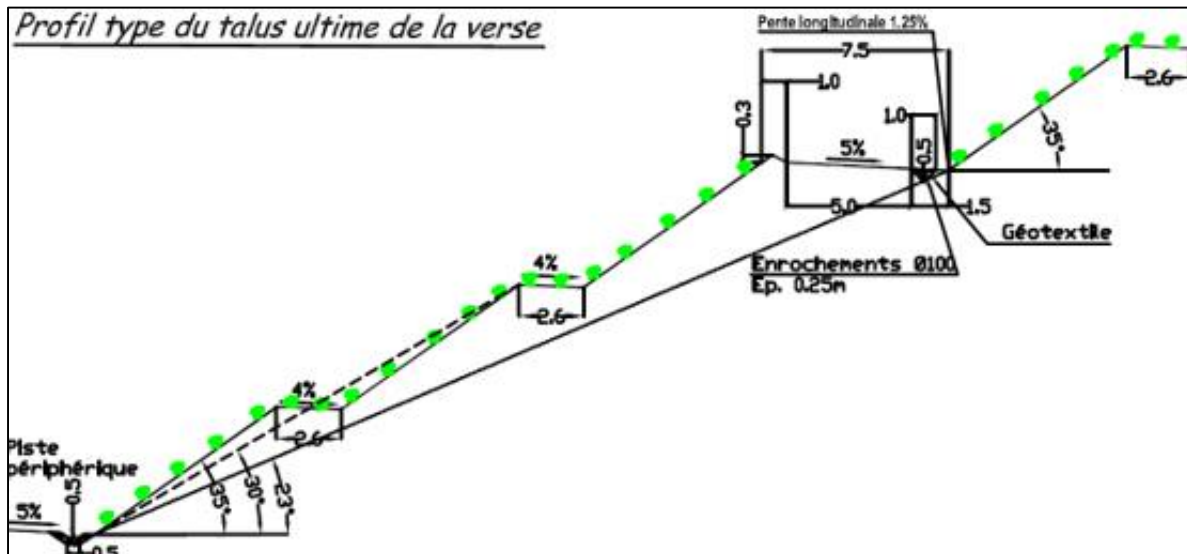 Profil type du talus ultime de la verse
Pente longitudinale 1.25%
7.5
1.0
2.6
0.3
1.0
0.5
5%
35°
5.0
1.5
Géotextile
Enrochements Ø100
Ep. 0.25m
4%
2.6
4%
2.6
Piste
périphérique
0.5
5%
35°
30°
23°
0.5